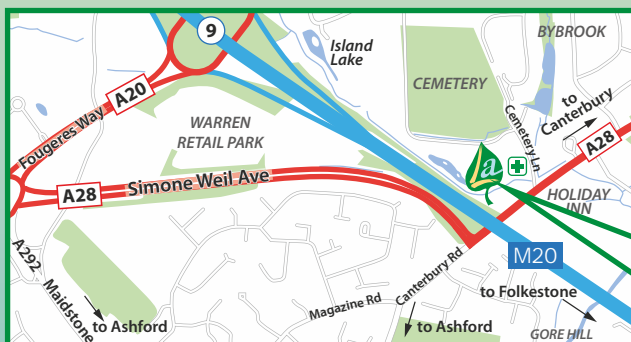 9
Island
Lake
BYBROOK
CEMETERY
Fougeres Way
A20
to
Canterbury
Cemetery Ln
WARREN
RETAIL PARK
A28
a
A28
Simone Weil Ave
HOLIDAY
INN
A292
Maidstone
M20
Canterbury Rd
to Folkestone
Magazine Rd
to Ashford
to Ashford
GORE HILL